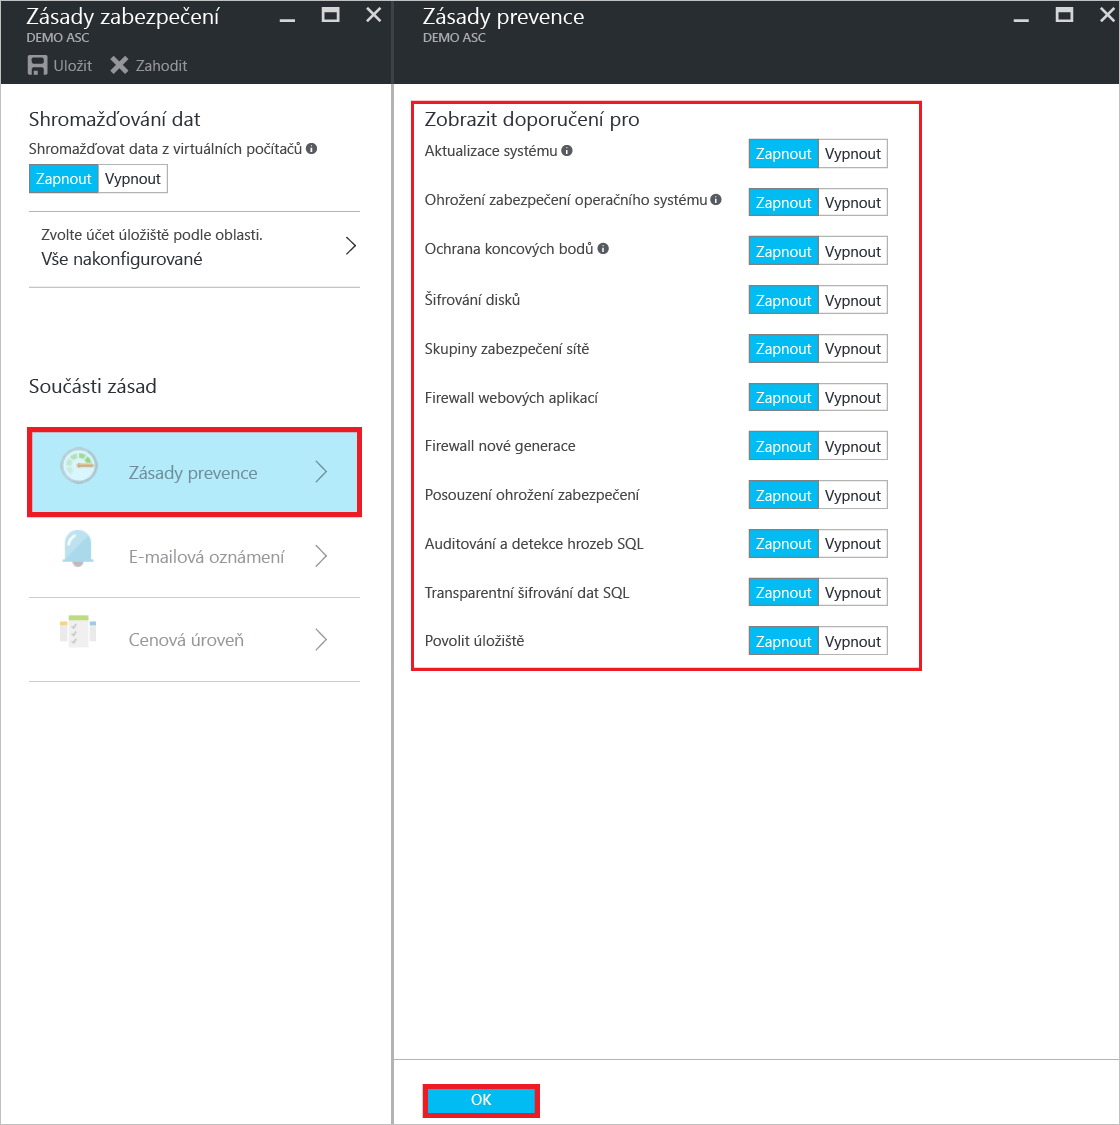 Zásady zabezpečení
DEMO ASC
Uložit
Zahodit
Shromažďování dat
Shromažďovat data z virtuálních počítačů
Zapnout Vypnout
Zvolte účet úložiště podle oblasti.
Vše nakonfigurované
Součásti zásad
Zásady prevence
E-mailová oznámení
Cenová úroveň
Zásady prevence
DEMO ASC
Zobrazit doporučení pro
Aktualizace systému Zapnout Vypnout
Ohrožení zabezpečení operačního systému Zapnout Vypnout
Ochrana koncových bodů Zapnout Vypnout
Šifrování disků Zapnout Vypnout
Skupiny zabezpečení sítě Zapnout Vypnout
Firewall webových aplikací Zapnout Vypnout
Firewall nové generace Zapnout Vypnout
Posouzení ohrožení zabezpečení Zapnout Vypnout
Auditování a detekce hrozeb SQL Zapnout Vypnout
Transparentní šifrování dat SQL Zapnout Vypnout
Povolit úložiště Zapnout Vypnout
OK